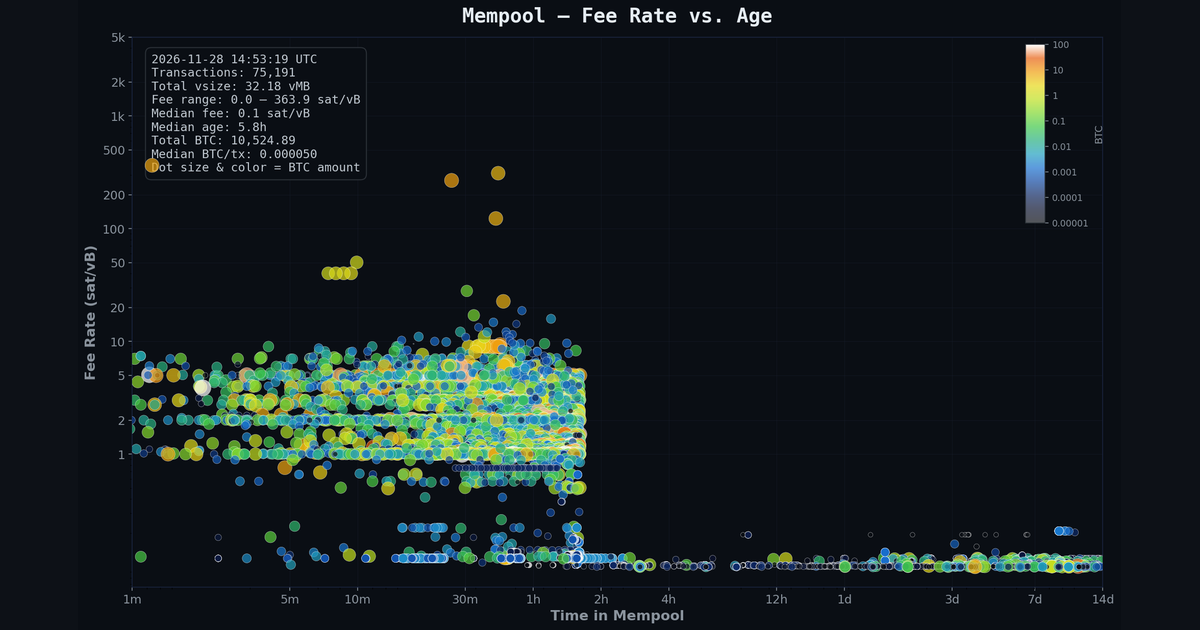 Mempool — Fee Rate vs. Age
2026-11-28 14:53:19 UTC
Transactions: 75,191
Total vsize: 32.18 vMB
Fee range: 0.0 — 363.9 sat/vB
Median fee: 0.1 sat/vB
Median age: 5.8h
Total BTC: 10,524.89
Median BTC/tx: 0.000050
Dot size & color = BTC amount
Fee Rate (sat/vB)
5k
2k
1k
500
200
100
50
20
10
5
2
1
100
10
1
0.1
0.01
0.001
0.0001
0.00001
BTC
1m 5m 10m 30m 1h 2h 4h 12h 1d 3d 7d 14d
Time in Mempool